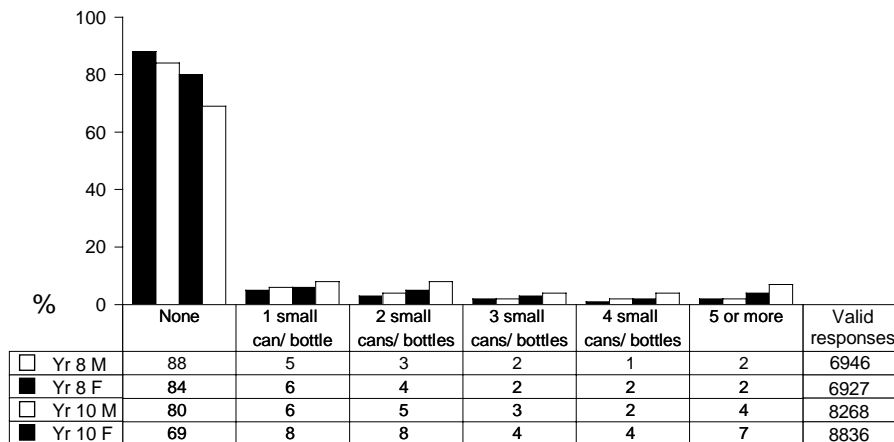 100
80
60
40
20
0
%
None 1 small can/ bottle 2 small cans/ bottles 3 small cans/ bottles 4 small cans/ bottles 5 or more Valid responses
Yr 8 M 88 5 3 2 1 2 6946
Yr 8 F 84 6 4 2 2 2 6927
Yr 10 M 80 6 5 3 2 4 8268
Yr 10 F 69 8 8 4 4 7 8836